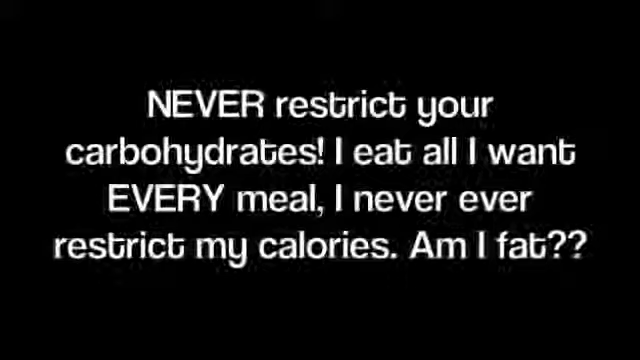 NEVER restrict your
carbohydrates! I eat all I want
EVERY meal, I never ever
restrict my calories. Am I fat??